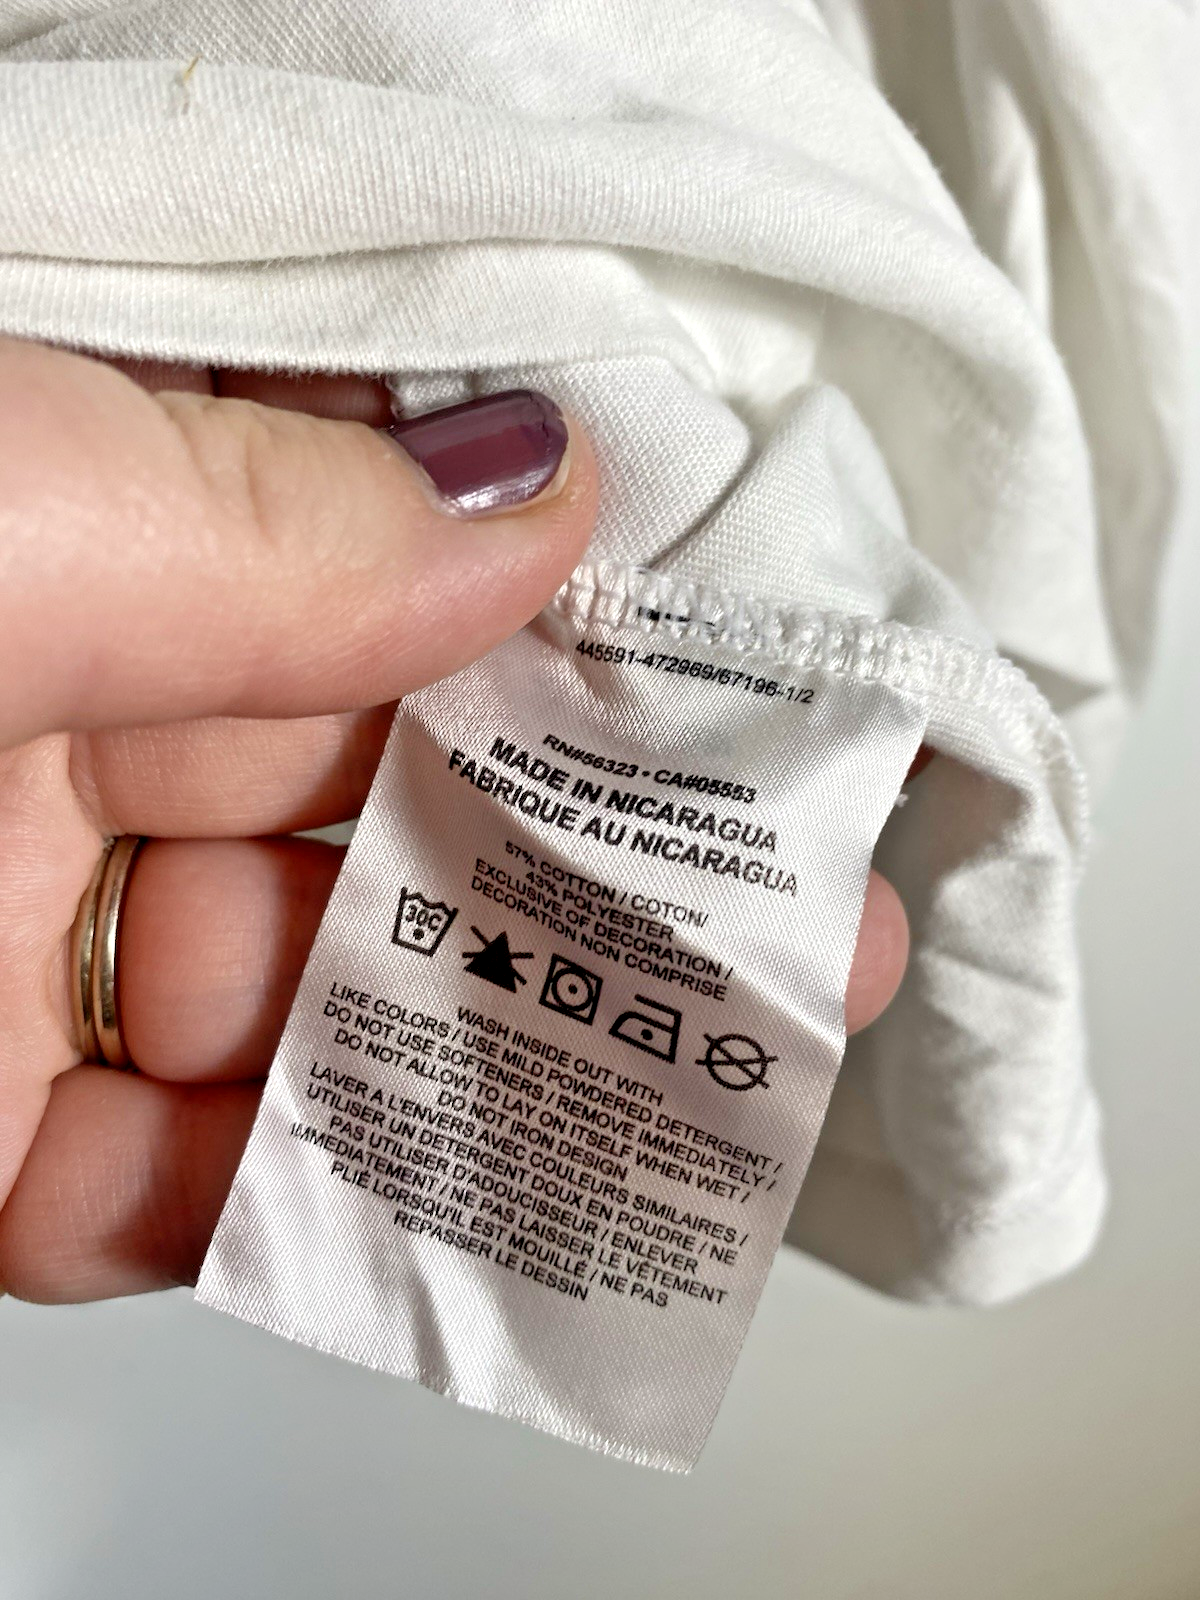 445591-472969/67196-1/2
RN#56323 • CA#05553
MADE IN NICARAGUA
FABRIQUE AU NICARAGUA
57% COTTON / COTON/
43% POLYESTER
EXCLUSIVE OF DECORATION /
DECORATION NON COMPRISE
30C
WASH INSIDE OUT WITH
LIKE COLORS / USE MILD POWDERED DETERGENT /
DO NOT USE SOFTENERS / REMOVE IMMEDIATELY /
DO NOT ALLOW TO LAY ON ITSELF WHEN WET /
DO NOT IRON DESIGN
LAVER A L'ENVERS AVEC COULEURS SIMILAIRES /
UTILISER UN DETERGENT DOUX EN POUDRE / NE
PAS UTILISER D'ADOUCISSEUR / ENLEVER
IMMEDIATEMENT / NE PAS LAISSER LE VÊTEMENT
PLIÉ LORSQU'IL EST MOUILLÉ / NE PAS
REPASSER LE DESSIN